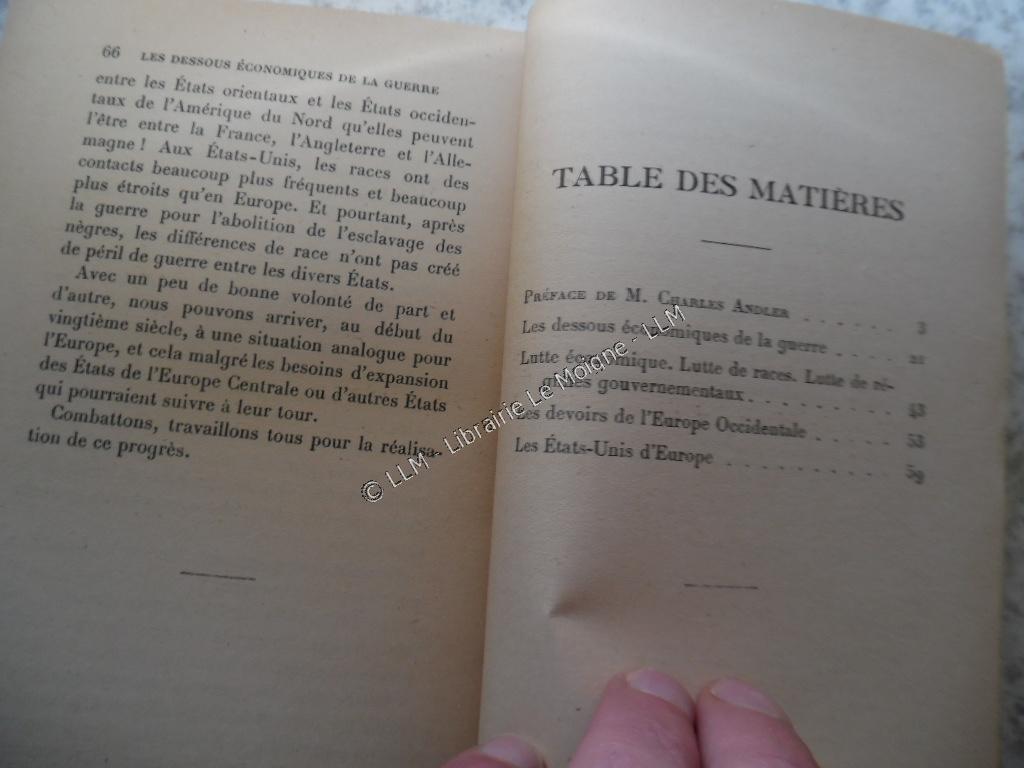 66 LES DESSOUS ÉCONOMIQUES DE LA GUERRE
entre les États orientaux et les États occiden-
taux de l'Amérique du Nord qu'elles peuvent
l'être entre la France, l'Angleterre et l'Alle-
magne ! Aux États-Unis, les races ont des
contacts beaucoup plus fréquents et beaucoup
plus étroits qu'en Europe. Et pourtant, après
la guerre pour l'abolition de l'esclavage des
nègres, les différences de race n'ont pas créé
de péril de guerre entre les divers États.
Avec un peu de bonne volonté de part et
d'autre, nous pouvons arriver, au début du
vingtième siècle, à une situation analogue pour
l'Europe, et cela malgré les besoins d'expansion
des États de l'Europe Centrale ou d'autres États
qui pourraient suivre à leur tour.
Combattons, travaillons tous pour la réalisa-
tion de ce progrès.
TABLE DES MATIÈRES
PRÉFACE DE M. CHARLES ANDLER . . . . . . 3
Les dessous économiques de la guerre . . . . 21
Lutte économique. Lutte de races. Lutte de ré-
gimes gouvernementaux. . . . . . . . . . 43
Les devoirs de l'Europe Occidentale . . . . . 53
Les États-Unis d'Europe . . . . . . . . . . 59
© LLM - Librairie Le Moigne - LLM